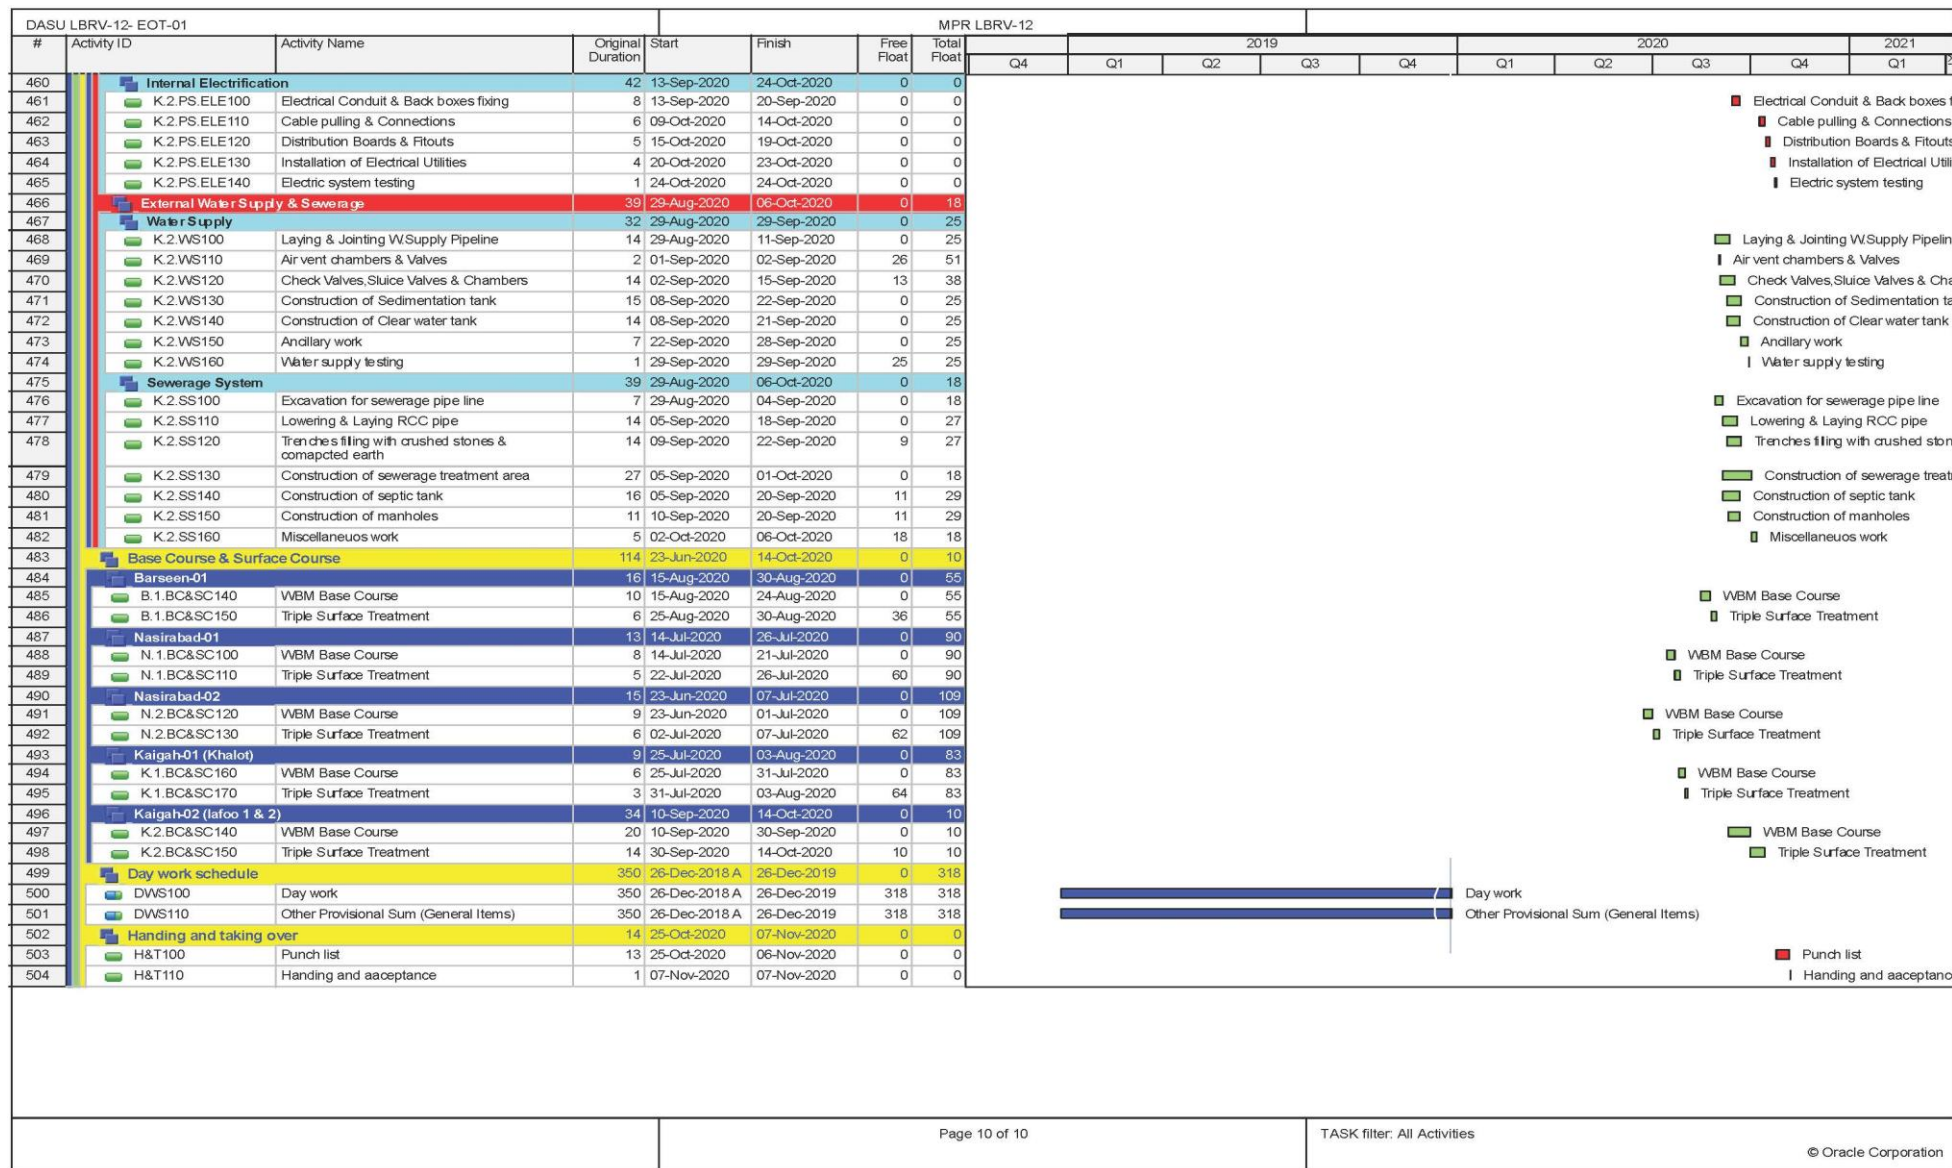 DASU LBRV-12- EOT-01 MPR LBRV-12
# Activity ID Activity Name Original Duration Start Finish Free Float Total Float 2019 2020 2021
Q4 Q1 Q2 Q3 Q4 Q1 Q2 Q3 Q4 Q1
460 Internal Electrification 42 13-Sep-2020 24-Oct-2020 0 0
461 K.2.PS.ELE100 Electrical Conduit & Back boxes fixing 8 13-Sep-2020 20-Sep-2020 0 0 Electrical Conduit & Back boxes f
462 K.2.PS.ELE110 Cable pulling & Connections 6 09-Oct-2020 14-Oct-2020 0 0 Cable pulling & Connections
463 K.2.PS.ELE120 Distribution Boards & Fitouts 5 15-Oct-2020 19-Oct-2020 0 0 Distribution Boards & Fitouts
464 K.2.PS.ELE130 Installation of Electrical Utilities 4 20-Oct-2020 23-Oct-2020 0 0 Installation of Electrical Utili
465 K.2.PS.ELE140 Electric system testing 1 24-Oct-2020 24-Oct-2020 0 0 Electric system testing
466 External Water Supply & Sewerage 39 29-Aug-2020 06-Oct-2020 0 18
467 Water Supply 32 29-Aug-2020 29-Sep-2020 0 25
468 K.2.WS100 Laying & Jointing W.Supply Pipeline 14 29-Aug-2020 11-Sep-2020 0 25 Laying & Jointing W.Supply Pipelin
469 K.2.WS110 Air vent chambers & Valves 2 01-Sep-2020 02-Sep-2020 26 51 Air vent chambers & Valves
470 K.2.WS120 Check Valves,Sluice Valves & Chambers 14 02-Sep-2020 15-Sep-2020 13 38 Check Valves,Sluice Valves & Cha
471 K.2.WS130 Construction of Sedimentation tank 15 08-Sep-2020 22-Sep-2020 0 25 Construction of Sedimentation ta
472 K.2.WS140 Construction of Clear water tank 14 08-Sep-2020 21-Sep-2020 0 25 Construction of Clear water tank
473 K.2.WS150 Ancillary work 7 22-Sep-2020 28-Sep-2020 0 25 Ancillary work
474 K.2.WS160 Water supply testing 1 29-Sep-2020 29-Sep-2020 25 25 Water supply testing
475 Sewerage System 39 29-Aug-2020 06-Oct-2020 0 18
476 K.2.SS100 Excavation for sewerage pipe line 7 29-Aug-2020 04-Sep-2020 0 18 Excavation for sewerage pipe line
477 K.2.SS110 Lowering & Laying RCC pipe 14 05-Sep-2020 18-Sep-2020 0 27 Lowering & Laying RCC pipe
478 K.2.SS120 Trenches filling with crushed stones & 14 09-Sep-2020 22-Sep-2020 9 27 Trenches filling with crushed ston
comapcted earth
479 K.2.SS130 Construction of sewerage treatment area 27 05-Sep-2020 01-Oct-2020 0 18 Construction of sewerage treatr
480 K.2.SS140 Construction of septic tank 16 05-Sep-2020 20-Sep-2020 11 29 Construction of septic tank
481 K.2.SS150 Construction of manholes 11 10-Sep-2020 20-Sep-2020 11 29 Construction of manholes
482 K.2.SS160 Miscellaneuos work 5 02-Oct-2020 06-Oct-2020 18 18 Miscellaneuos work
483 Base Course & Surface Course 114 23-Jun-2020 14-Oct-2020 0 10
484 Barseen-01 16 15-Aug-2020 30-Aug-2020 0 55
485 B.1.BC&SC140 WBM Base Course 10 15-Aug-2020 24-Aug-2020 0 55 WBM Base Course
486 B.1.BC&SC150 Triple Surface Treatment 6 25-Aug-2020 30-Aug-2020 36 55 Triple Surface Treatment
487 Nasirabad-01 13 14-Jul-2020 26-Jul-2020 0 90
488 N.1.BC&SC100 WBM Base Course 8 14-Jul-2020 21-Jul-2020 0 90 WBM Base Course
489 N.1.BC&SC110 Triple Surface Treatment 5 22-Jul-2020 26-Jul-2020 60 90 Triple Surface Treatment
490 Nasirabad-02 15 23-Jun-2020 07-Jul-2020 0 109
491 N.2.BC&SC120 WBM Base Course 9 23-Jun-2020 01-Jul-2020 0 109 WBM Base Course
492 N.2.BC&SC130 Triple Surface Treatment 6 02-Jul-2020 07-Jul-2020 62 109 Triple Surface Treatment
493 Kaigah-01 (Khalot) 9 25-Jul-2020 03-Aug-2020 0 83
494 K.1.BC&SC160 WBM Base Course 6 25-Jul-2020 31-Jul-2020 0 83 WBM Base Course
495 K.1.BC&SC170 Triple Surface Treatment 3 31-Jul-2020 03-Aug-2020 64 83 Triple Surface Treatment
496 Kaigah-02 (lafoo 1 & 2) 34 10-Sep-2020 14-Oct-2020 0 10
497 K.2.BC&SC140 WBM Base Course 20 10-Sep-2020 30-Sep-2020 0 10 WBM Base Course
498 K.2.BC&SC150 Triple Surface Treatment 14 30-Sep-2020 14-Oct-2020 10 10 Triple Surface Treatment
499 Day work schedule 350 26-Dec-2018 A 26-Dec-2019 0 318
500 DWS100 Day work 350 26-Dec-2018 A 26-Dec-2019 318 318 Day work
501 DWS110 Other Provisional Sum (General Items) 350 26-Dec-2018 A 26-Dec-2019 318 318 Other Provisional Sum (General Items)
502 Handing and taking over 14 25-Oct-2020 07-Nov-2020 0 0
503 H&T100 Punch list 13 25-Oct-2020 06-Nov-2020 0 0 Punch list
504 H&T110 Handing and aaceptance 1 07-Nov-2020 07-Nov-2020 0 0 Handing and aaceptanc
Page 10 of 10 TASK filter: All Activities
© Oracle Corporation